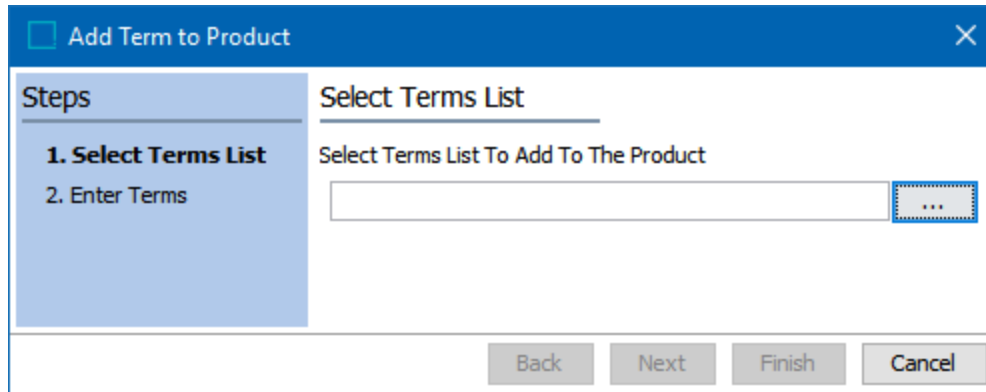 Add Term to Product
Steps
1. Select Terms List
2. Enter Terms
Select Terms List
Select Terms List To Add To The Product
...
Back Next Finish Cancel